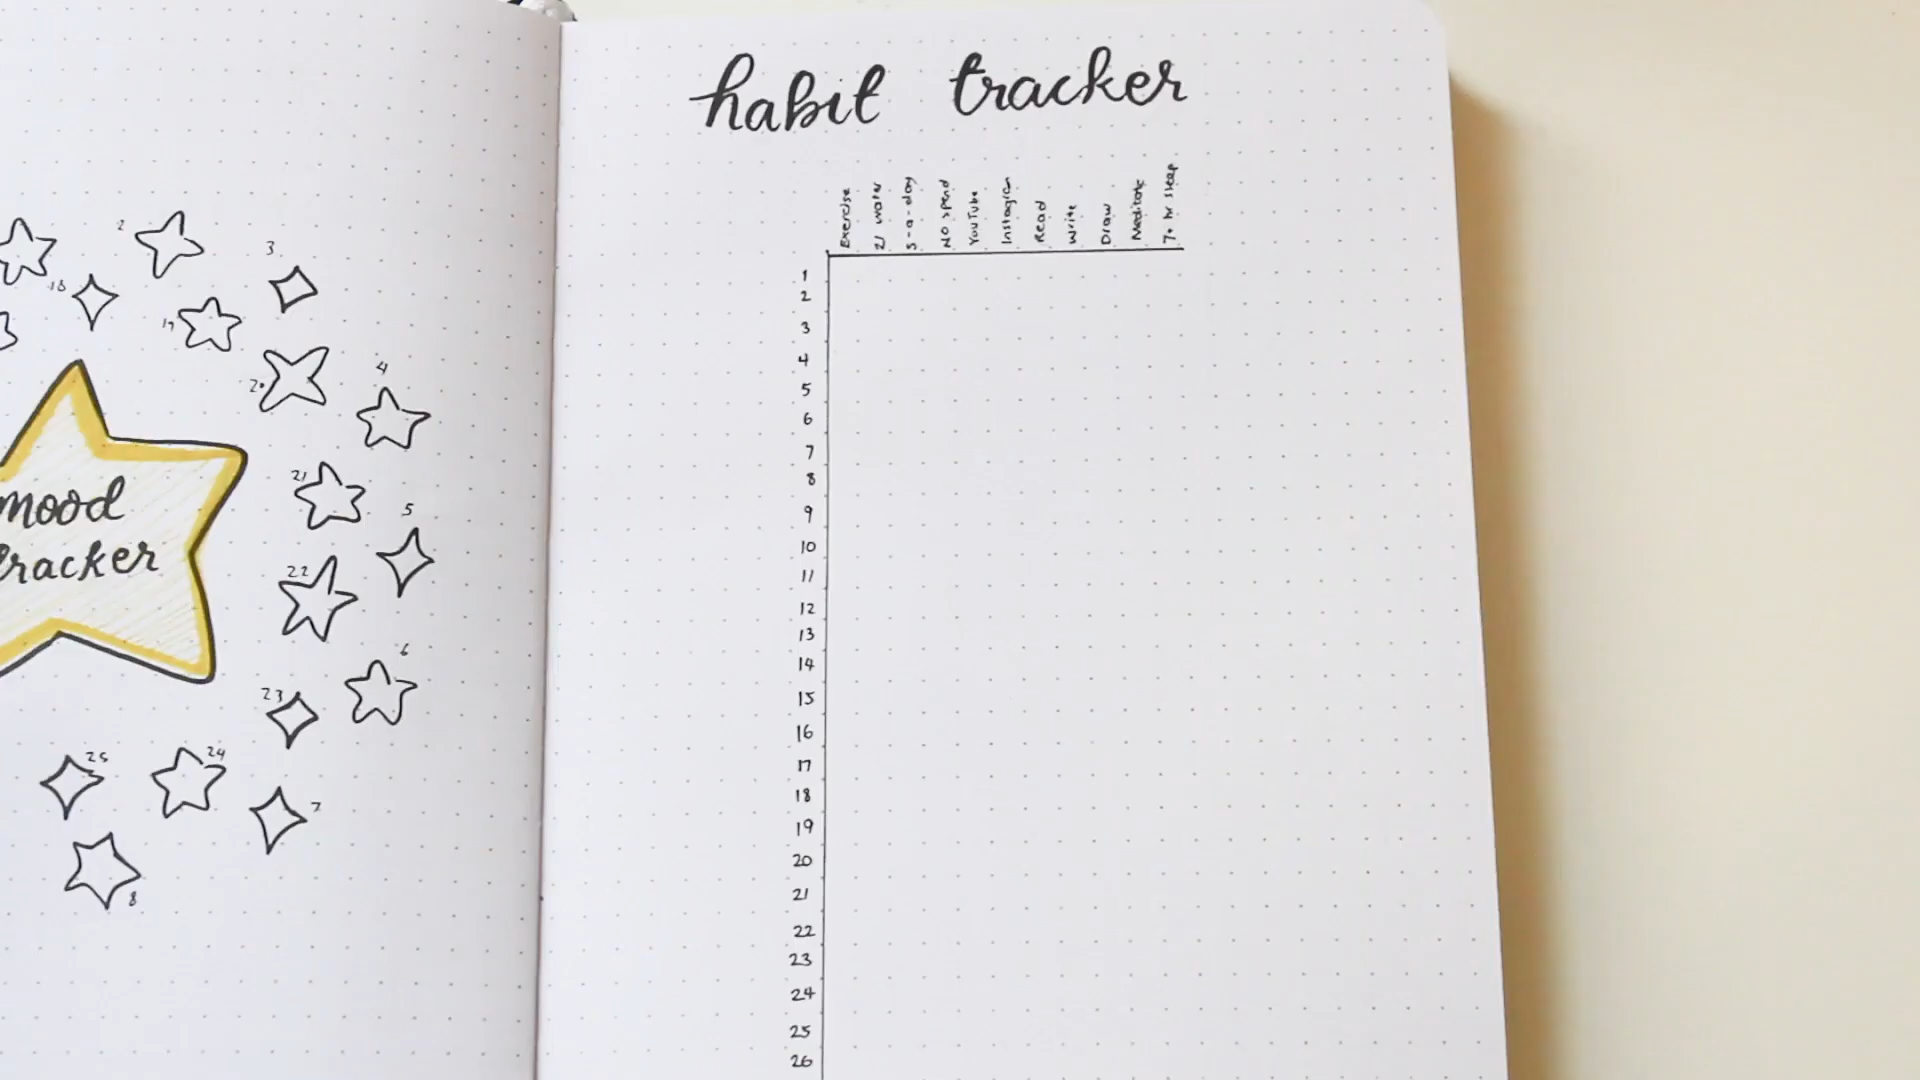 2
3
18
19
20
4
mood
tracker
21
5
22
6
23
25
24
7
8
habit tracker
Exercise
2l water
5-a-day
NO spend
YouTube
Instagram
Read
Write
Draw
Meditate
7+ hr sleep
1
2
3
4
5
6
7
8
9
10
11
12
13
14
15
16
17
18
19
20
21
22
23
24
25
26